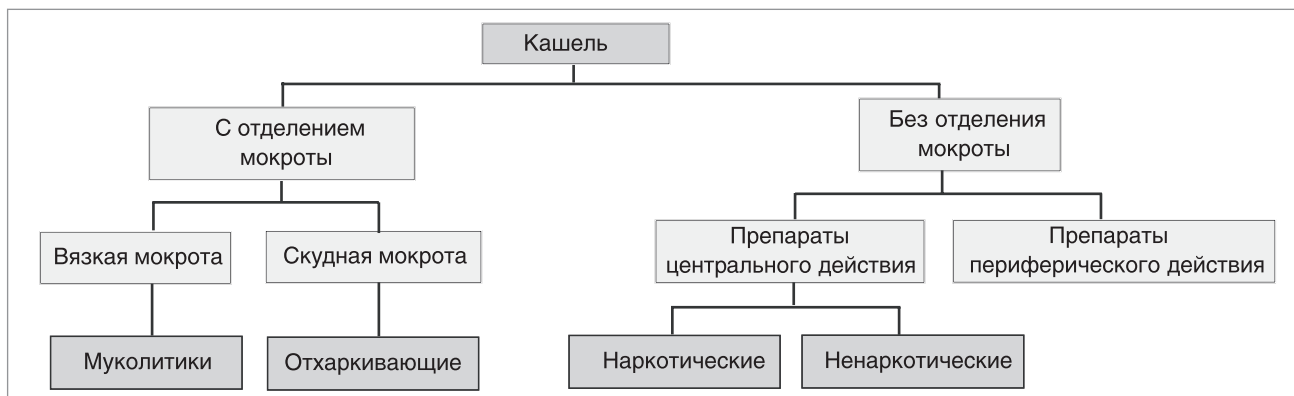 Кашель
С отделением
мокроты
Без отделения
мокроты
Вязкая мокрота
Скудная мокрота
Препараты
центрального действия
Препараты
периферического действия
Муколитики
Отхаркивающие
Наркотические
Ненаркотические